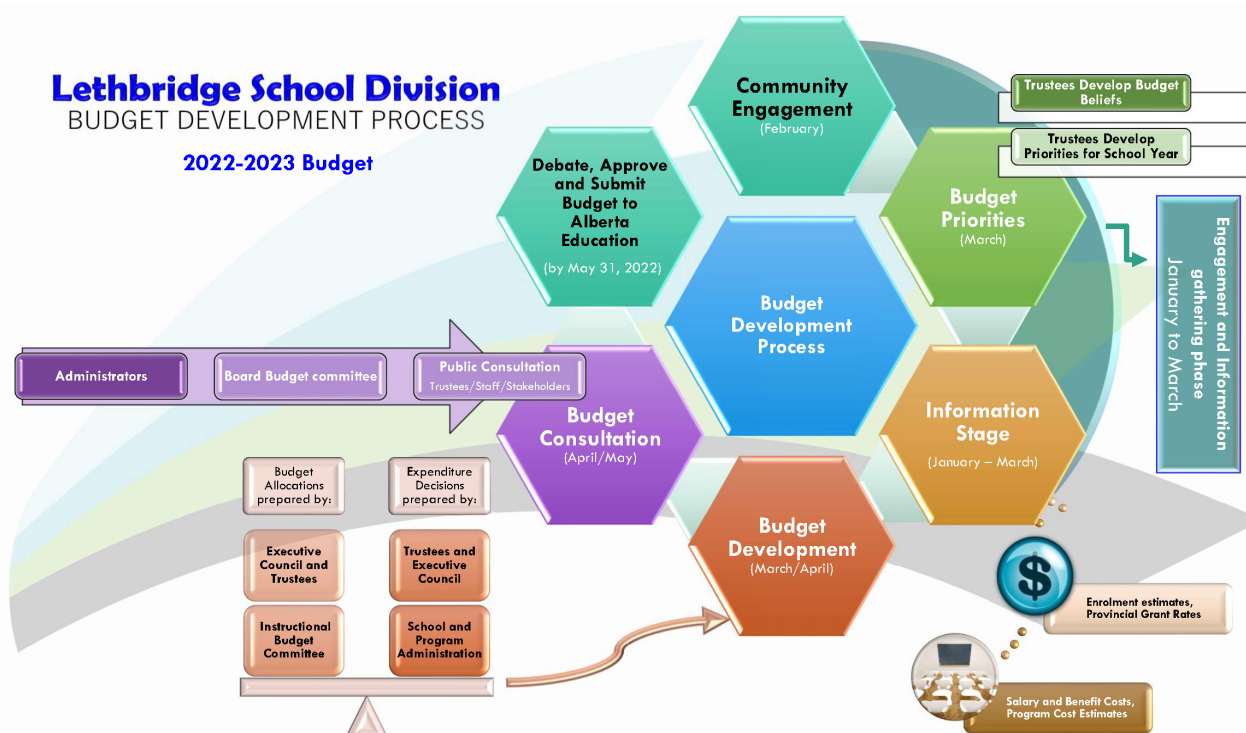 Lethbridge School Division
BUDGET DEVELOPMENT PROCESS
2022-2023 Budget
Community
Engagement
(February)
Trustees Develop Budget
Beliefs
Trustees Develop
Priorities for School Year
Budget
Priorities
(March)
Engagement and Information
gathering phase
January to March
Debate, Approve
and Submit
Budget to
Alberta
Education
(by May 31, 2022)
Budget
Development
Process
Administrators
Board Budget committee
Public Consultation
Trustees/Staff/Stakeholders
Budget
Consultation
(April/May)
Information
Stage
(January – March)
Budget
Development
(March/April)
Budget
Allocations
prepared by:
Expenditure
Decisions
prepared by:
Executive
Council and
Trustees
Trustees and
Executive
Council
Instructional
Budget
Committee
School and
Program
Administration
$
Enrolment estimates,
Provincial Grant Rates
Salary and Benefit Costs,
Program Cost Estimates